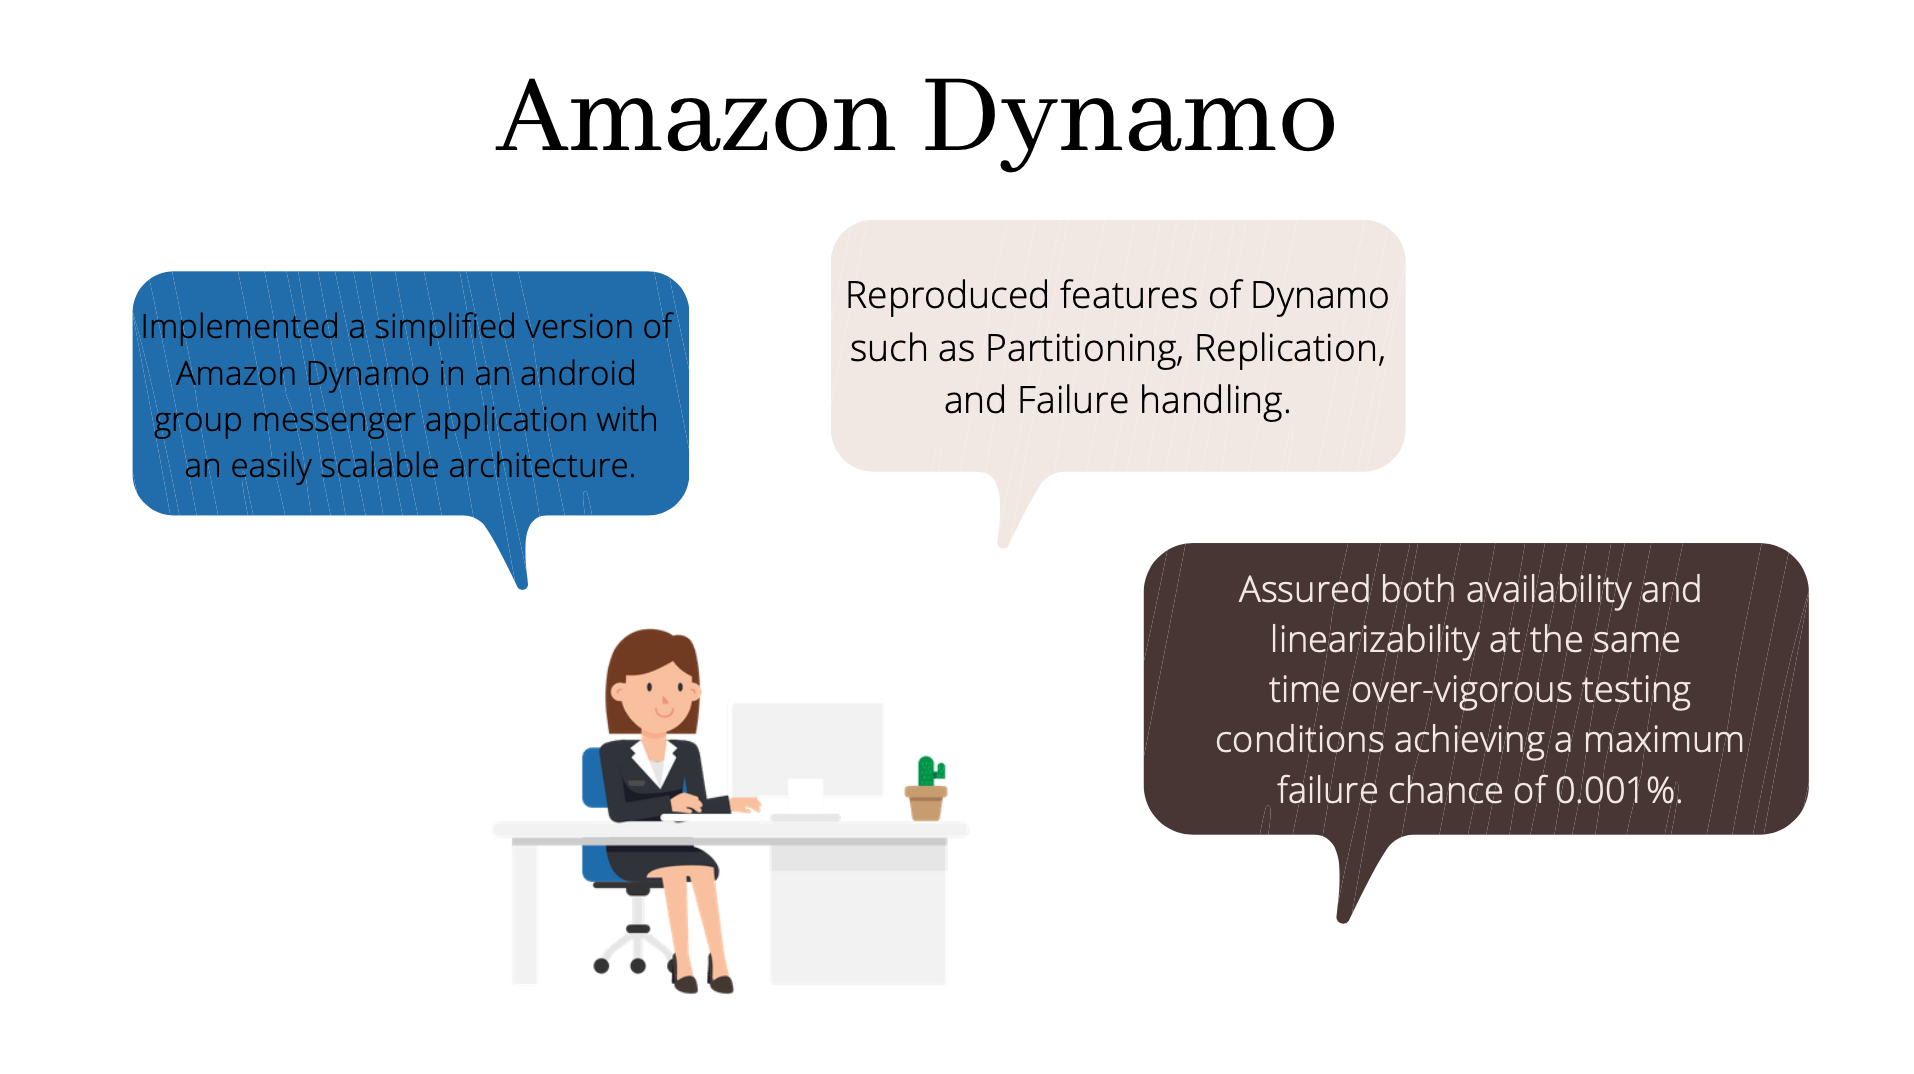 Amazon Dynamo
Implemented a simplified version of
Amazon Dynamo in an android
group messenger application with
an easily scalable architecture.
Reproduced features of Dynamo
such as Partitioning, Replication,
and Failure handling.
Assured both availability and
linearizability at the same
time over-vigorous testing
conditions achieving a maximum
failure chance of 0.001%.